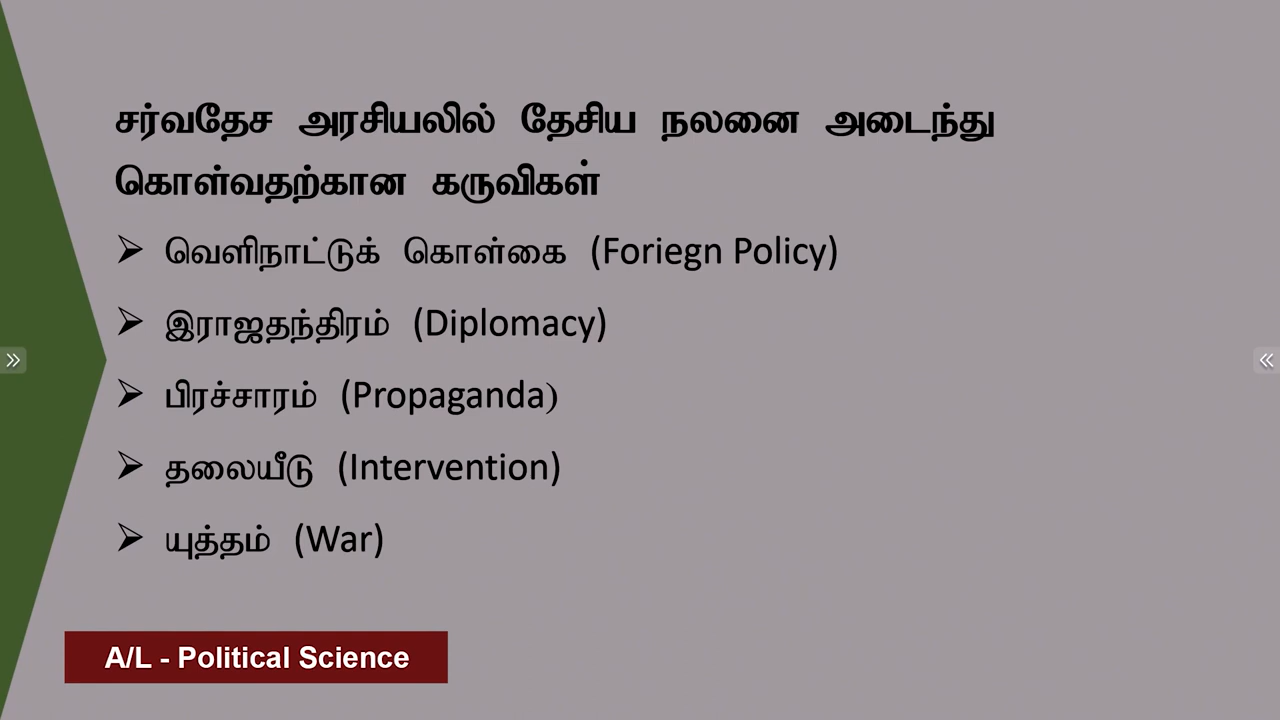 சர்வதேச அரசியலில் தேசிய நலனை அடைந்து
கொள்வதற்கான கருவிகள்
➢ வெளிநாட்டுக் கொள்கை (Foriegn Policy)
➢ இராஜதந்திரம் (Diplomacy)
➢ பிரச்சாரம் (Propaganda)
➢ தலையீடு (Intervention)
➢ யுத்தம் (War)
A/L - Political Science